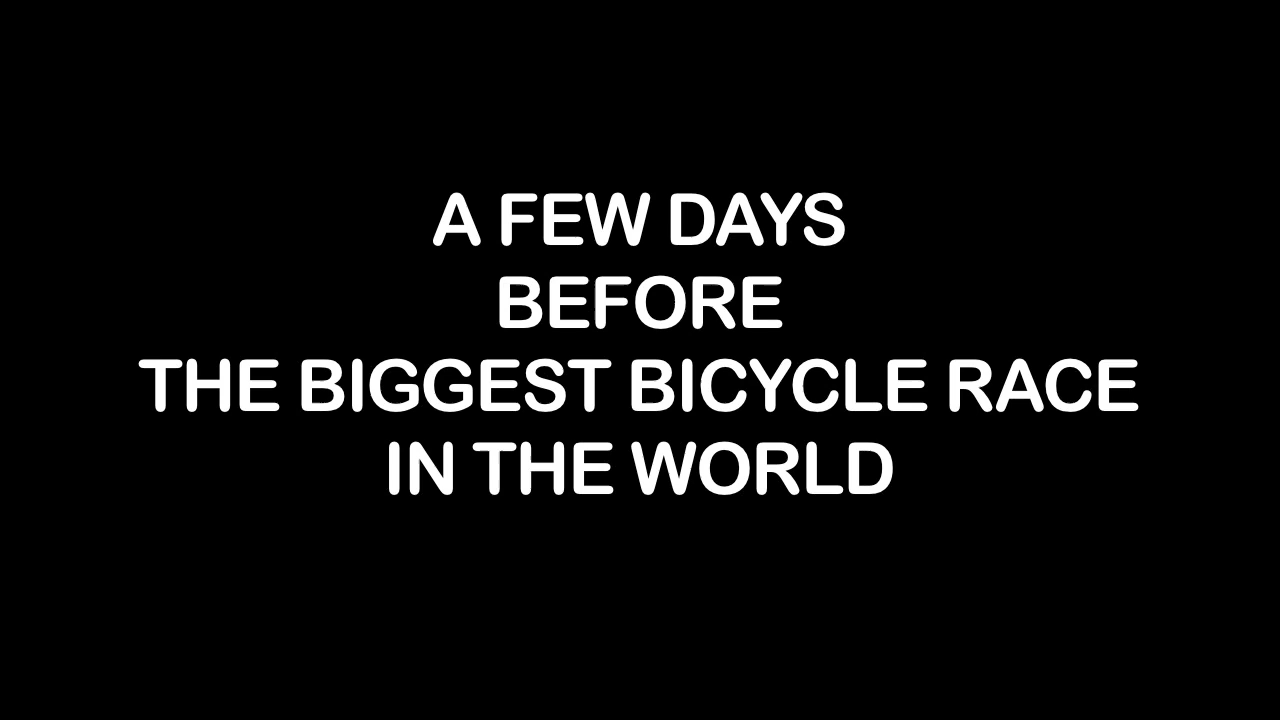 A FEW DAYS
BEFORE
THE BIGGEST BICYCLE RACE
IN THE WORLD